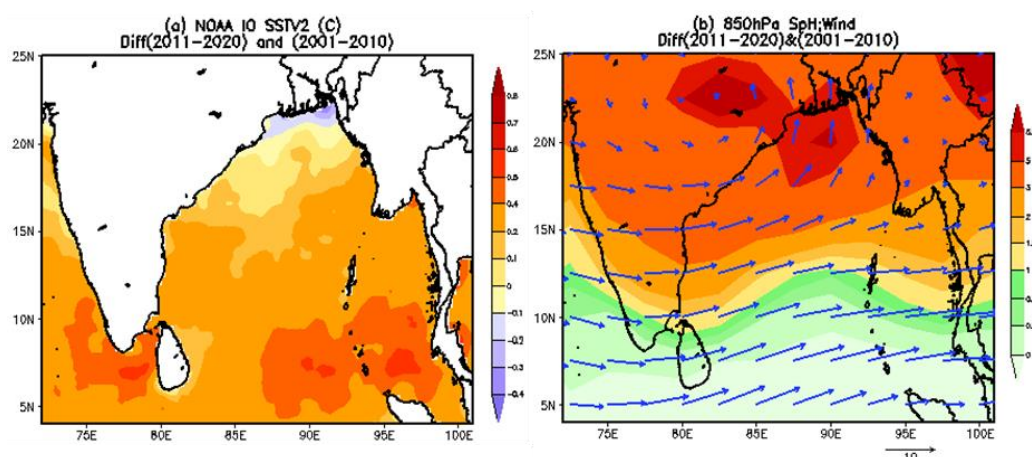 (a) NOAA IO SSTV2 (C)
Diff(2011-2020) and (2001-2010)
25N
20N
15N
10N
5N
75E
80E
85E
90E
95E
100E
0.8
0.7
0.6
0.5
0.4
0.3
0.2
0.1
0
-0.1
-0.2
-0.3
-0.4
(b) 850hPa SpH;Wind
Diff(2011-2020)&(2001-2010)
25N
20N
15N
10N
5N
75E
80E
85E
90E
95E
100E
10